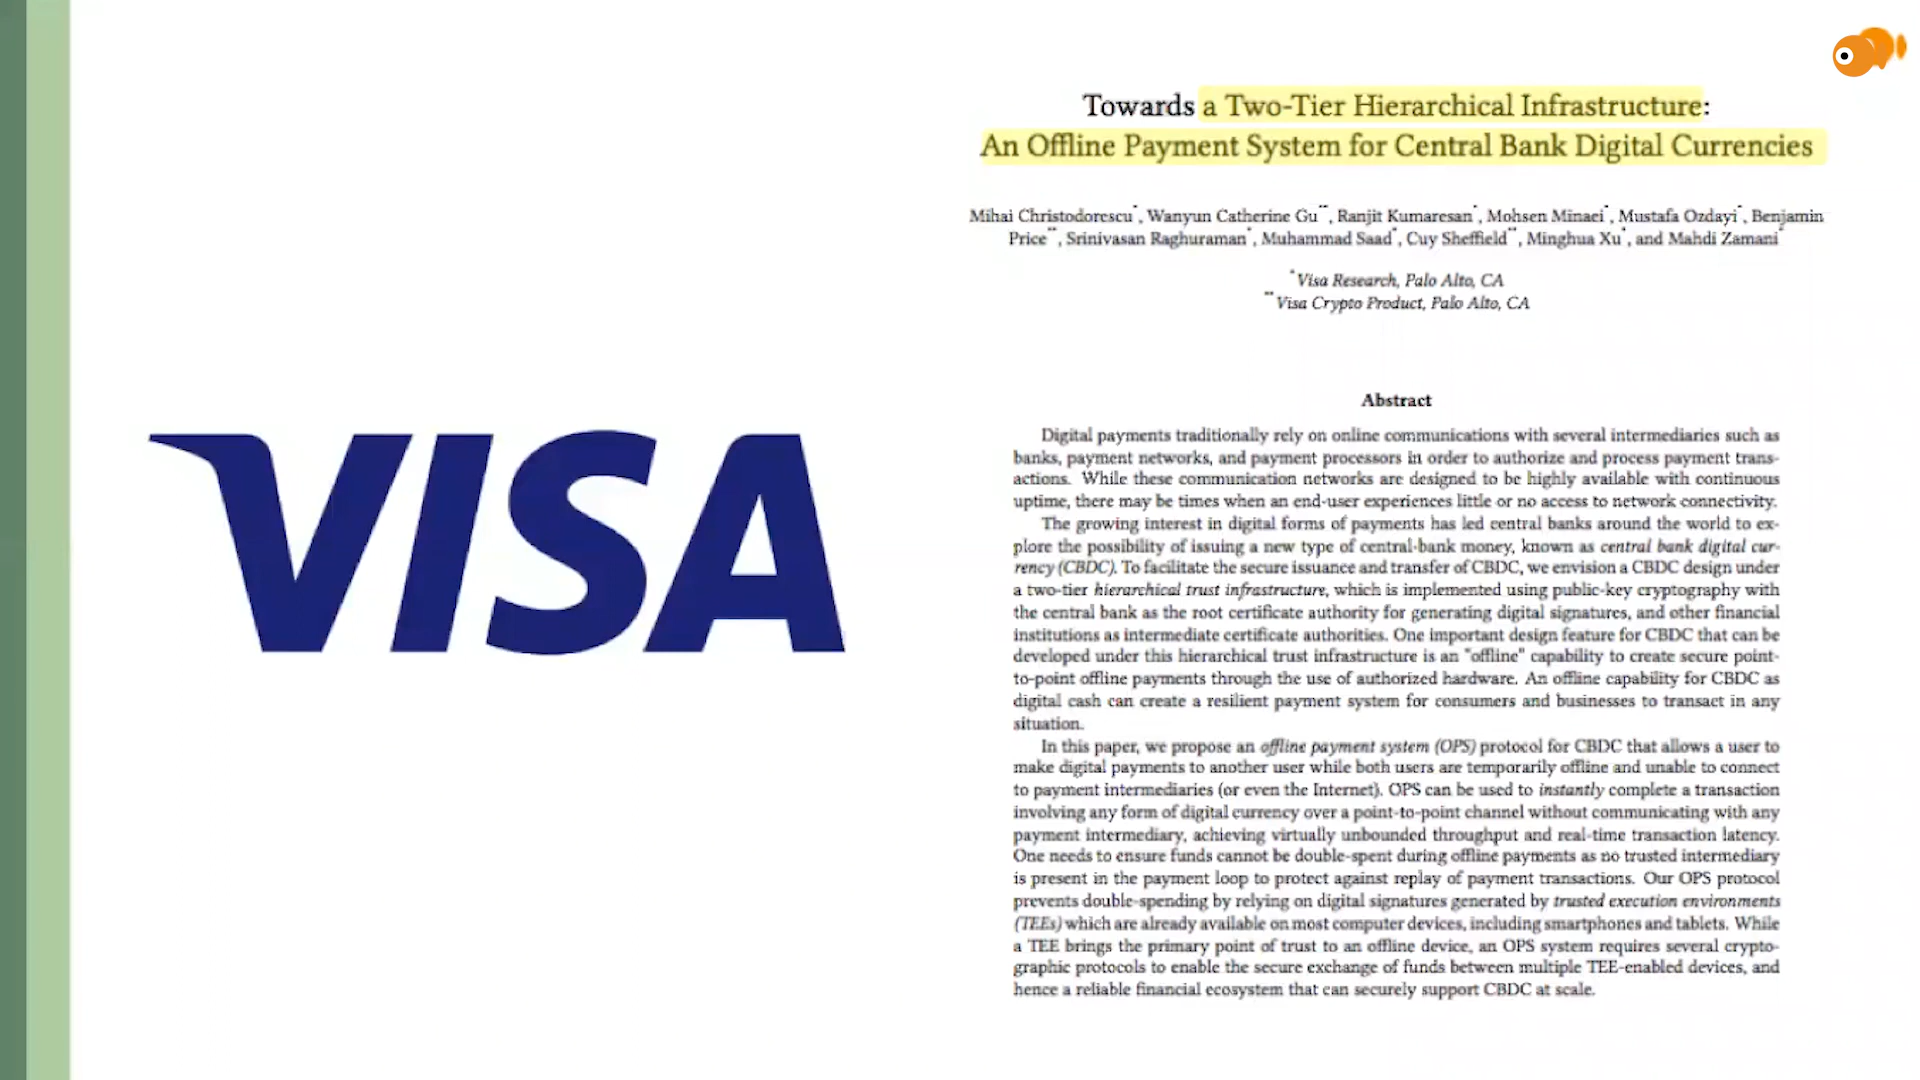 VISA
Towards a Two-Tier Hierarchical Infrastructure:
An Offline Payment System for Central Bank Digital Currencies
Mihai Christodorescu*, Wanyun Catherine Gu**, Ranjit Kumaresan*, Mohsen Minaei*, Mustafa Ozdayi*, Benjamin
Price**, Srinivasan Raghuraman*, Muhammad Saad*, Cuy Sheffield**, Minghua Xu*, and Mahdi Zamani*
*Visa Research, Palo Alto, CA
**Visa Crypto Product, Palo Alto, CA
Abstract
Digital payments traditionally rely on online communications with several intermediaries such as
banks, payment networks, and payment processors in order to authorize and process payment trans-
actions. While these communication networks are designed to be highly available with continuous
uptime, there may be times when an end-user experiences little or no access to network connectivity.
The growing interest in digital forms of payments has led central banks around the world to ex-
plore the possibility of issuing a new type of central-bank money, known as central bank digital cur-
rency (CBDC). To facilitate the secure issuance and transfer of CBDC, we envision a CBDC design under
a two-tier hierarchical trust infrastructure, which is implemented using public-key cryptography with
the central bank as the root certificate authority for generating digital signatures, and other financial
institutions as intermediate certificate authorities. One important design feature for CBDC that can be
developed under this hierarchical trust infrastructure is an "offline" capability to create secure point-
to-point offline payments through the use of authorized hardware. An offline capability for CBDC as
digital cash can create a resilient payment system for consumers and businesses to transact in any
situation.
In this paper, we propose an offline payment system (OPS) protocol for CBDC that allows a user to
make digital payments to another user while both users are temporarily offline and unable to connect
to payment intermediaries (or even the Internet). OPS can be used to instantly complete a transaction
involving any form of digital currency over a point-to-point channel without communicating with any
payment intermediary, achieving virtually unbounded throughput and real-time transaction latency.
One needs to ensure funds cannot be double-spent during offline payments as no trusted intermediary
is present in the payment loop to protect against replay of payment transactions. Our OPS protocol
prevents double-spending by relying on digital signatures generated by trusted execution environments
(TEEs) which are already available on most computer devices, including smartphones and tablets. While
a TEE brings the primary point of trust to an offline device, an OPS system requires several crypto-
graphic protocols to enable the secure exchange of funds between multiple TEE-enabled devices, and
hence a reliable financial ecosystem that can securely support CBDC at scale.